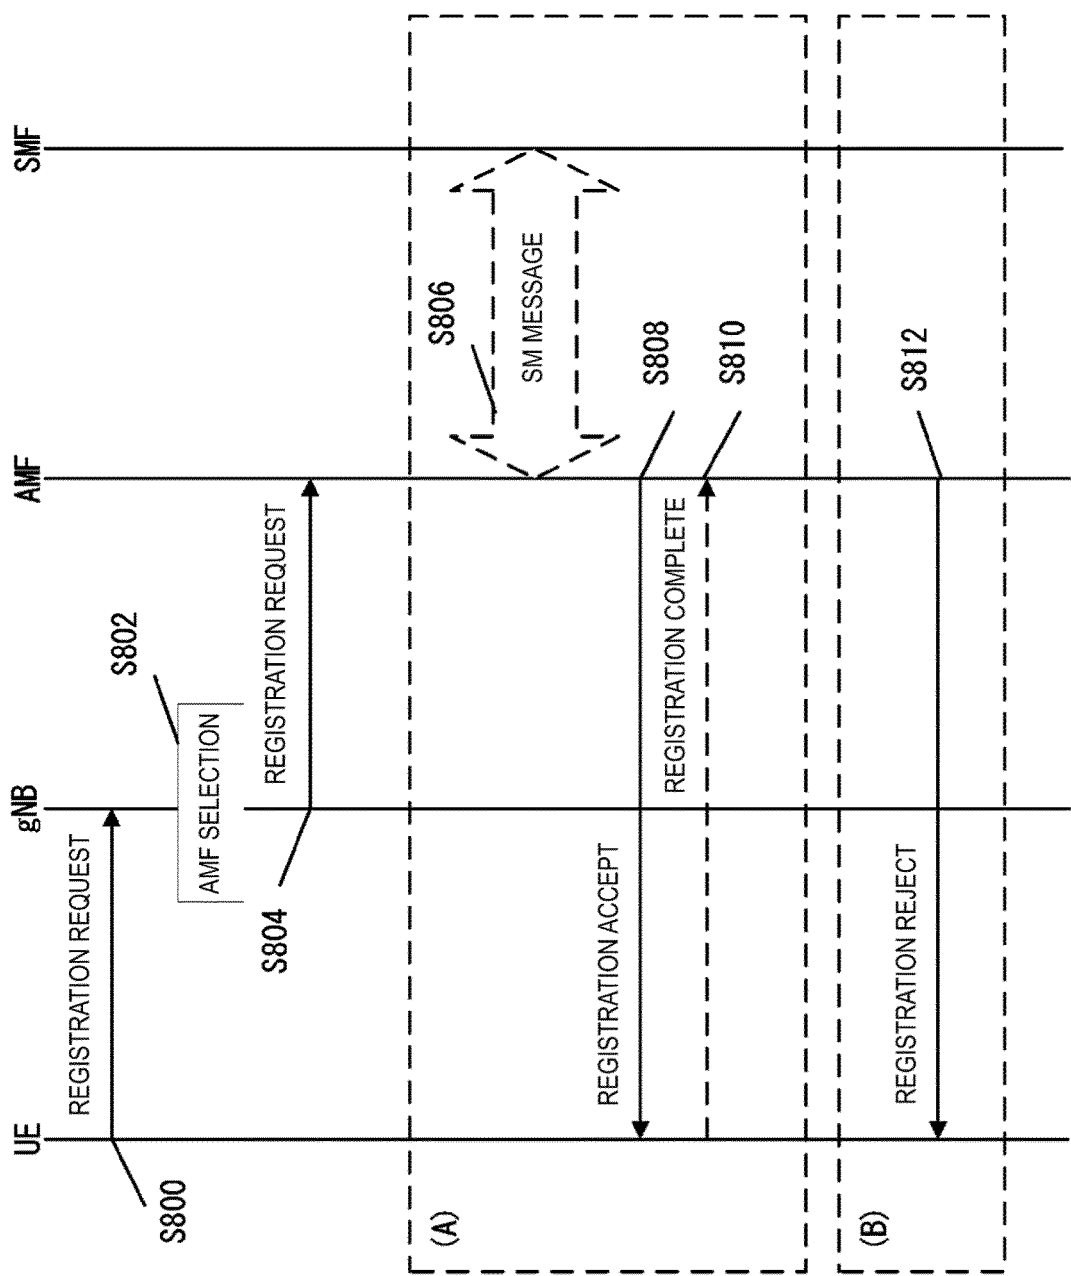 UE
gNB
AMF
SMF
S800
REGISTRATION REQUEST
S802
AMF SELECTION
S804
REGISTRATION REQUEST
(A)
S806
SM MESSAGE
REGISTRATION ACCEPT
S808
REGISTRATION COMPLETE
S810
(B)
REGISTRATION REJECT
S812